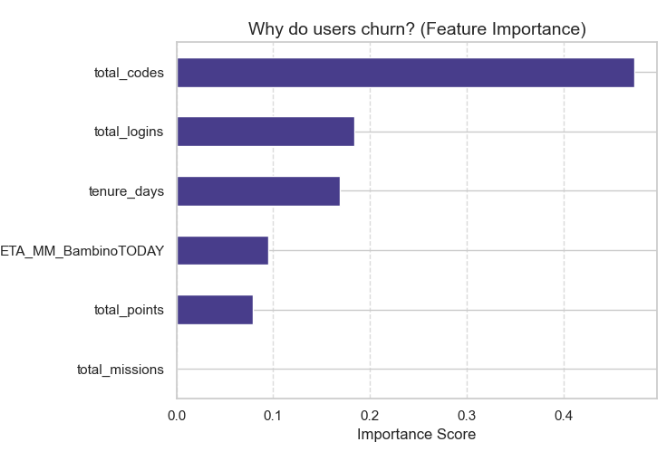 Why do users churn? (Feature Importance)
total_codes
total_logins
tenure_days
ETA_MM_BambinoTODAY
total_points
total_missions
0.0 0.1 0.2 0.3 0.4
Importance Score